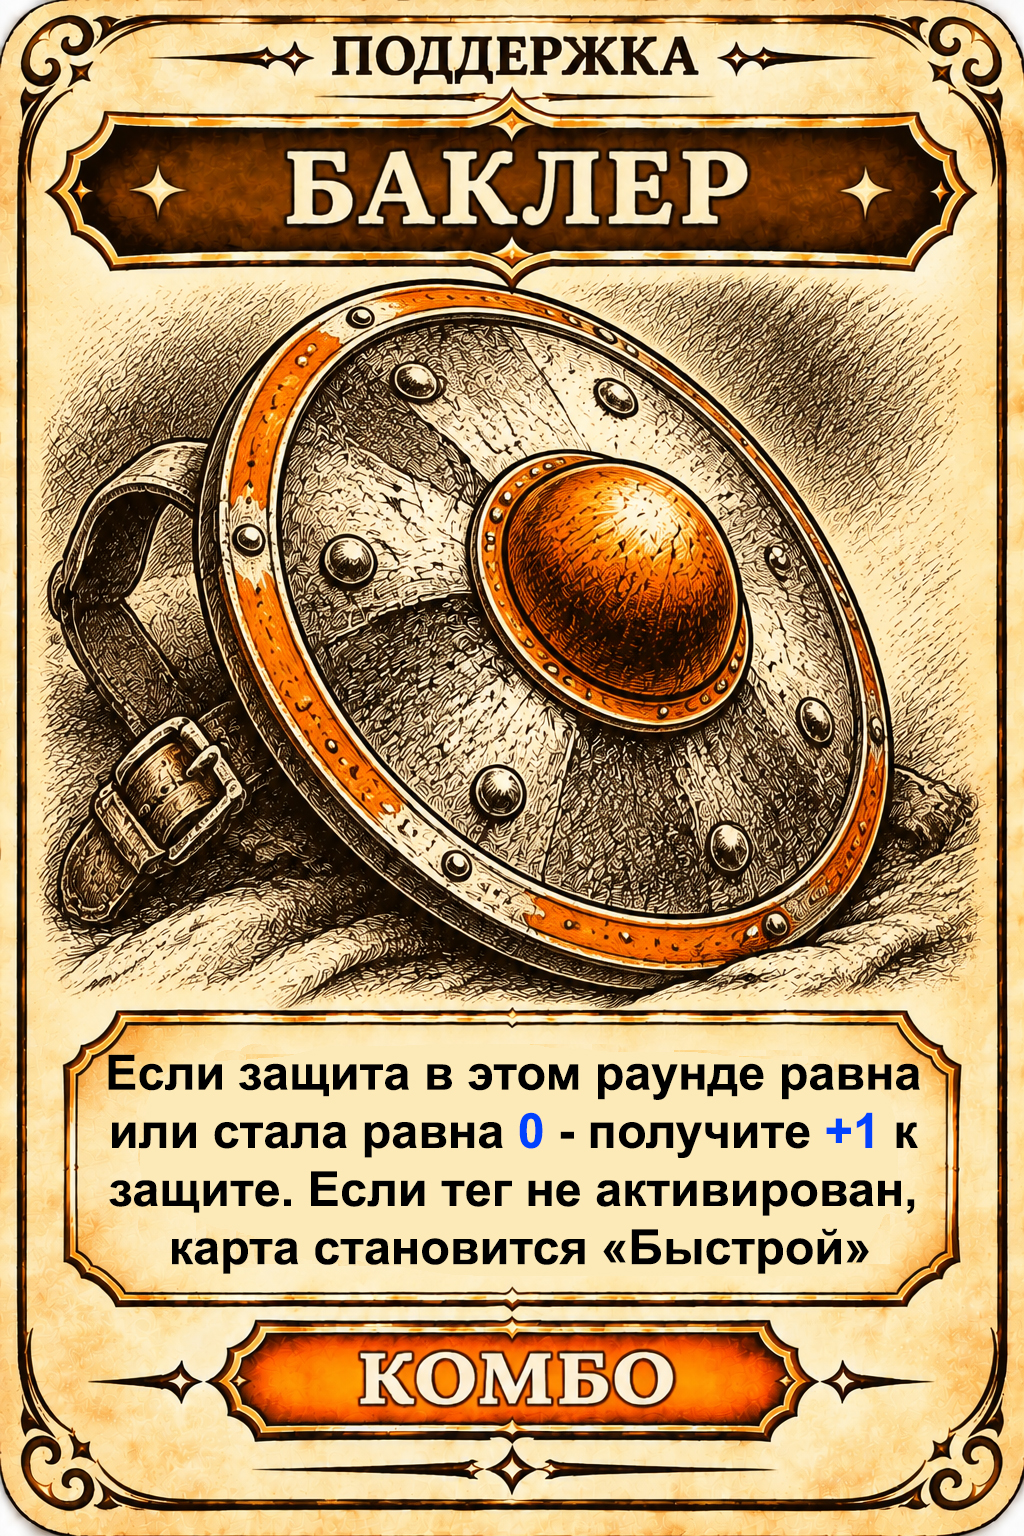 ПОДДЕРЖКА
БАКЛЕР
Если защита в этом раунде равна
или стала равна 0 - получите +1 к
защите. Если тег не активирован,
карта становится «Быстрой»
КОМБО